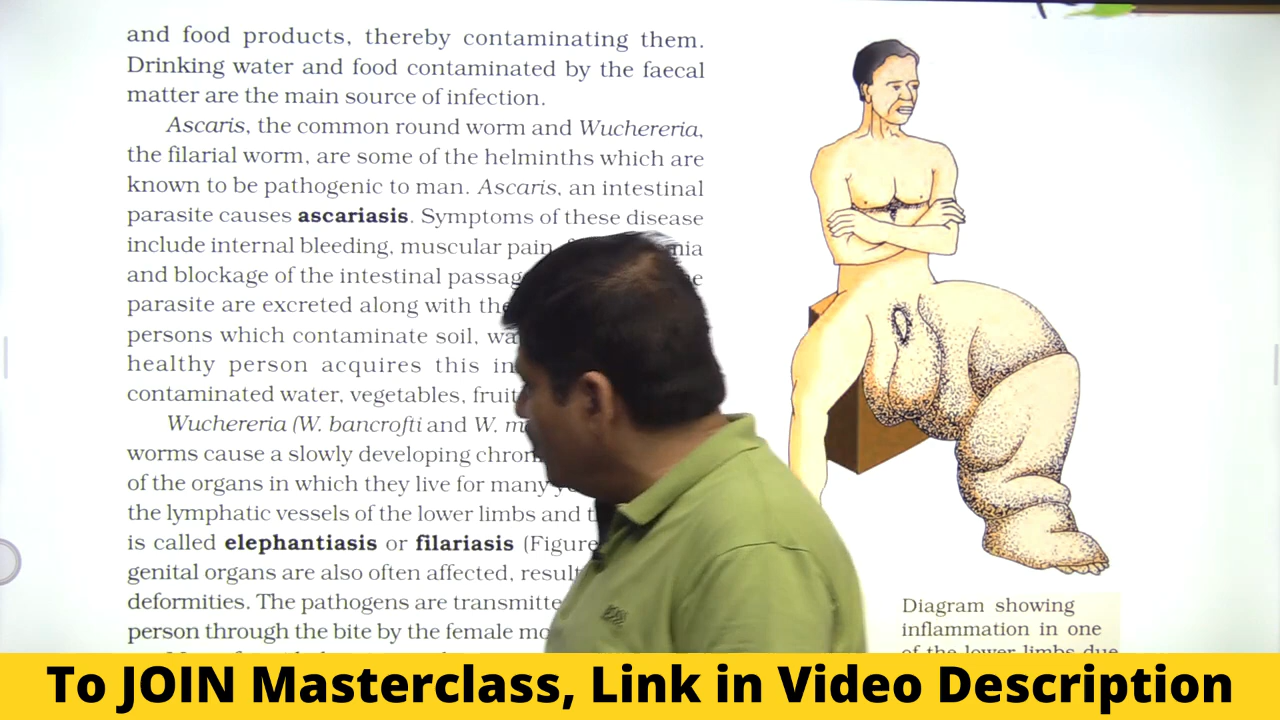 and food products, thereby contaminating them.
Drinking water and food contaminated by the faecal
matter are the main source of infection.
Ascaris, the common round worm and Wuchereria,
the filarial worm, are some of the helminths which are
known to be pathogenic to man. Ascaris, an intestinal
parasite causes ascariasis. Symptoms of these disease
include internal bleeding, muscular pain,
and blockage of the intestinal
parasite are excreted along with
persons which contaminate soil,
healthy person acquires this
contaminated water, vegetables,
Wuchereria (W. bancrofti and W.
worms cause a slowly developing
of the organs in which they live for many
the lymphatic vessels of the lower limbs and
is called elephantiasis or filariasis (Figure
genital organs are also often affected,
deformities. The pathogens are
person through the bite by the female
Diagram showing
inflammation in one
of the lower limbs due
To JOIN Masterclass, Link in Video Description